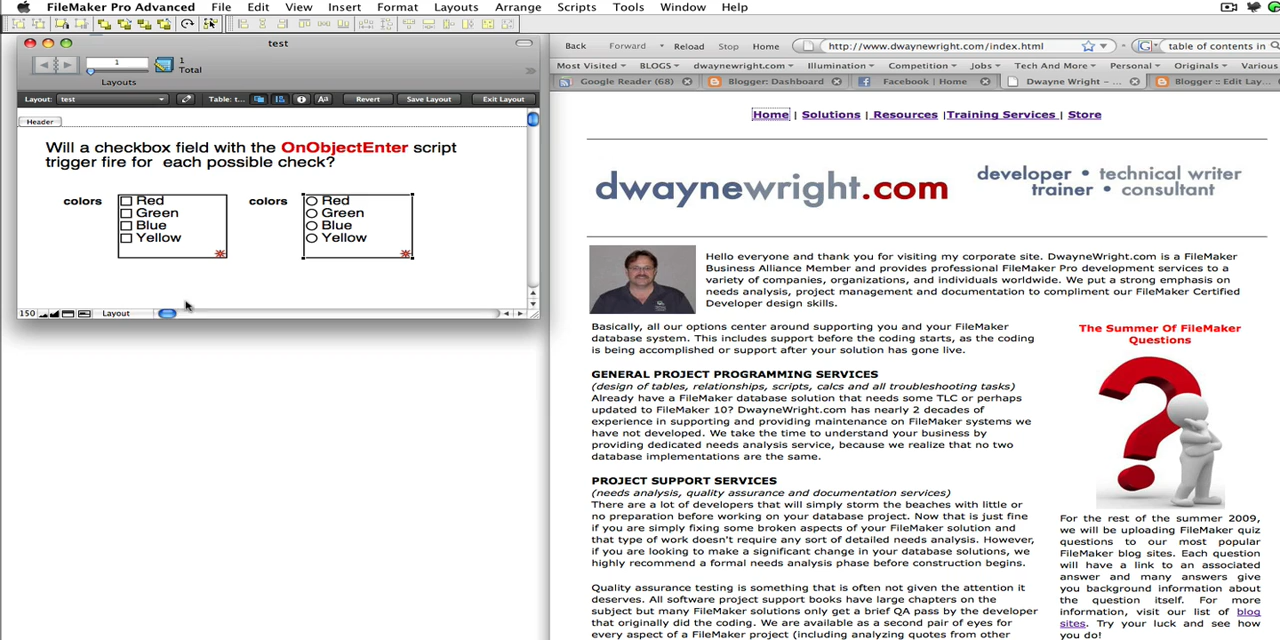 FileMaker Pro Advanced File Edit View Insert Format Layouts Arrange Scripts Tools Window Help
test
1
1
Total
Layouts
Layout: test Table: t... Revert Save Layout Exit Layout
Header
Will a checkbox field with the OnObjectEnter script
trigger fire for each possible check?
colors
Red
Green
Blue
Yellow
colors
Red
Green
Blue
Yellow
150 Layout
Back Forward Reload Stop Home http://www.dwaynewright.com/index.html table of contents in
Most Visited BLOGS dwaynewright.com Illumination Competition Jobs Tech And More Personal Originals Various
Google Reader (68) Blogger: Dashboard Facebook | Home Dwayne Wright – ... Blogger :: Edit Lay...
Home | Solutions | Resources |Training Services | Store
dwaynewright.com
developer • technical writer
trainer • consultant
Hello everyone and thank you for visiting my corporate site. DwayneWright.com is a FileMaker
Business Alliance Member and provides professional FileMaker Pro development services to a
variety of companies, organizations, and individuals worldwide. We put a strong emphasis on
needs analysis, project management and documentation to compliment our FileMaker Certified
Developer design skills.
Basically, all our options center around supporting you and your FileMaker
database system. This includes support before the coding starts, as the coding
is being accomplished or support after your solution has gone live.
GENERAL PROJECT PROGRAMMING SERVICES
(design of tables, relationships, scripts, calcs and all troubleshooting tasks)
Already have a FileMaker database solution that needs some TLC or perhaps
updated to FileMaker 10? DwayneWright.com has nearly 2 decades of
experience in supporting and providing maintenance on FileMaker systems we
have not developed. We take the time to understand your business by
providing dedicated needs analysis service, because we realize that no two
database implementations are the same.
PROJECT SUPPORT SERVICES
(needs analysis, quality assurance and documentation services)
There are a lot of developers that will simply storm the beaches with little or
no preparation before working on your database project. Now that is just fine
if you are simply fixing some broken aspects of your FileMaker solution and
that type of work doesn't require any sort of detailed needs analysis. However,
if you are looking to make a significant change in your database solutions, we
highly recommend a formal needs analysis phase before construction begins.
Quality assurance testing is something that is often not given the attention it
deserves. All software project support books have large chapters on the
subject but many FileMaker solutions only get a brief QA pass by the developer
that originally did the coding. We are available as a second pair of eyes for
every aspect of a FileMaker project (including analyzing quotes from other
The Summer Of FileMaker
Questions
For the rest of the summer 2009,
we will be uploading FileMaker quiz
questions to our most popular
FileMaker blog sites. Each question
will have a link to an associated
answer and many answers give
you background information about
the question itself. For more
information, visit our list of blog
sites. Try your luck and see how
you do!